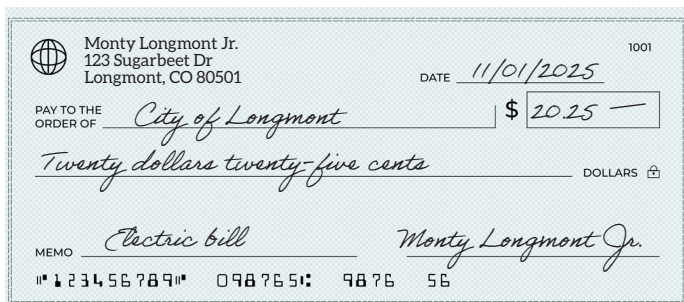 Monty Longmont Jr.
1001
123 Sugarbeet Dr
Longmont, CO 80501
DATE 11/01/2025
PAY TO THE
ORDER OF City of Longmont $ 20.25 —
Twenty dollars twenty-five cents DOLLARS
MEMO Electric bill Monty Longmont Jr.
⑈123456789⑈ 098765⑆ 9876 56